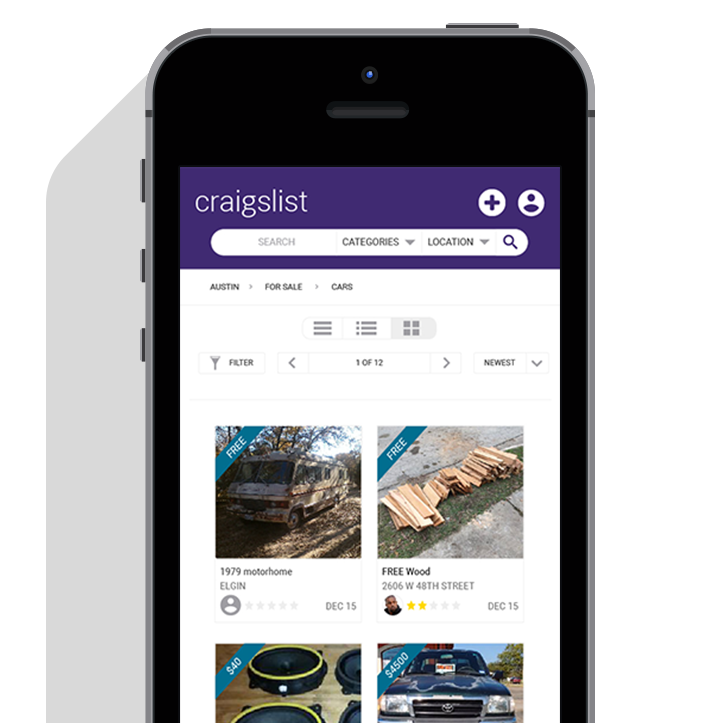 craigslist
SEARCH CATEGORIES LOCATION
AUSTIN > FOR SALE > CARS
FILTER 1 OF 12 NEWEST
FREE FREE
1979 motorhome FREE Wood
ELGIN 2606 W 48TH STREET
DEC 15 DEC 15
$40 $4500